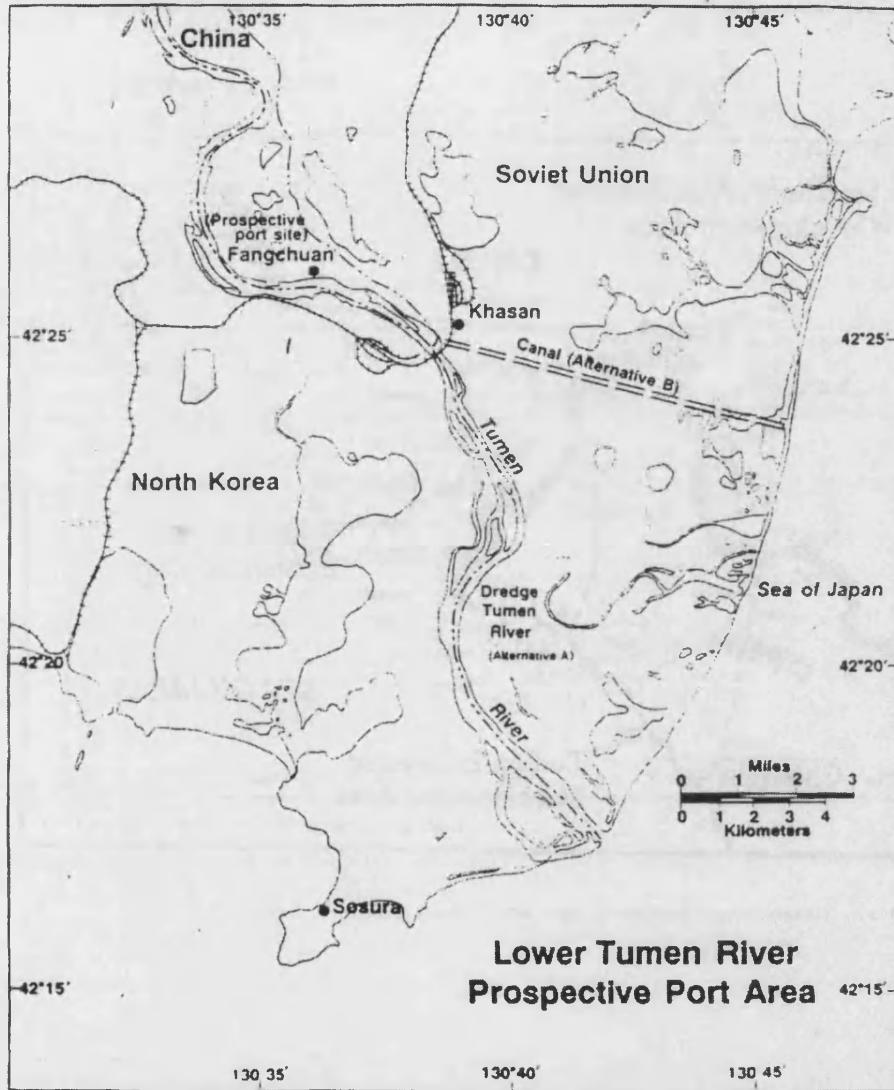 130°35′ 130°40′ 130°45′
China
Soviet Union
(Prospective
port site)
Fangchuan
Khasan
42°25′ 42°25′
Canal (Alternative B)
Tumen
North Korea
Dredge
Tumen
River
(Alternative A)
Sea of Japan
42°20′ 42°20′
River
Miles
0 1 2 3
0 1 2 3 4
Kilometers
Sosura
Lower Tumen River
Prospective Port Area
42°15′ 42°15′
130 35′ 130°40′ 130°45′